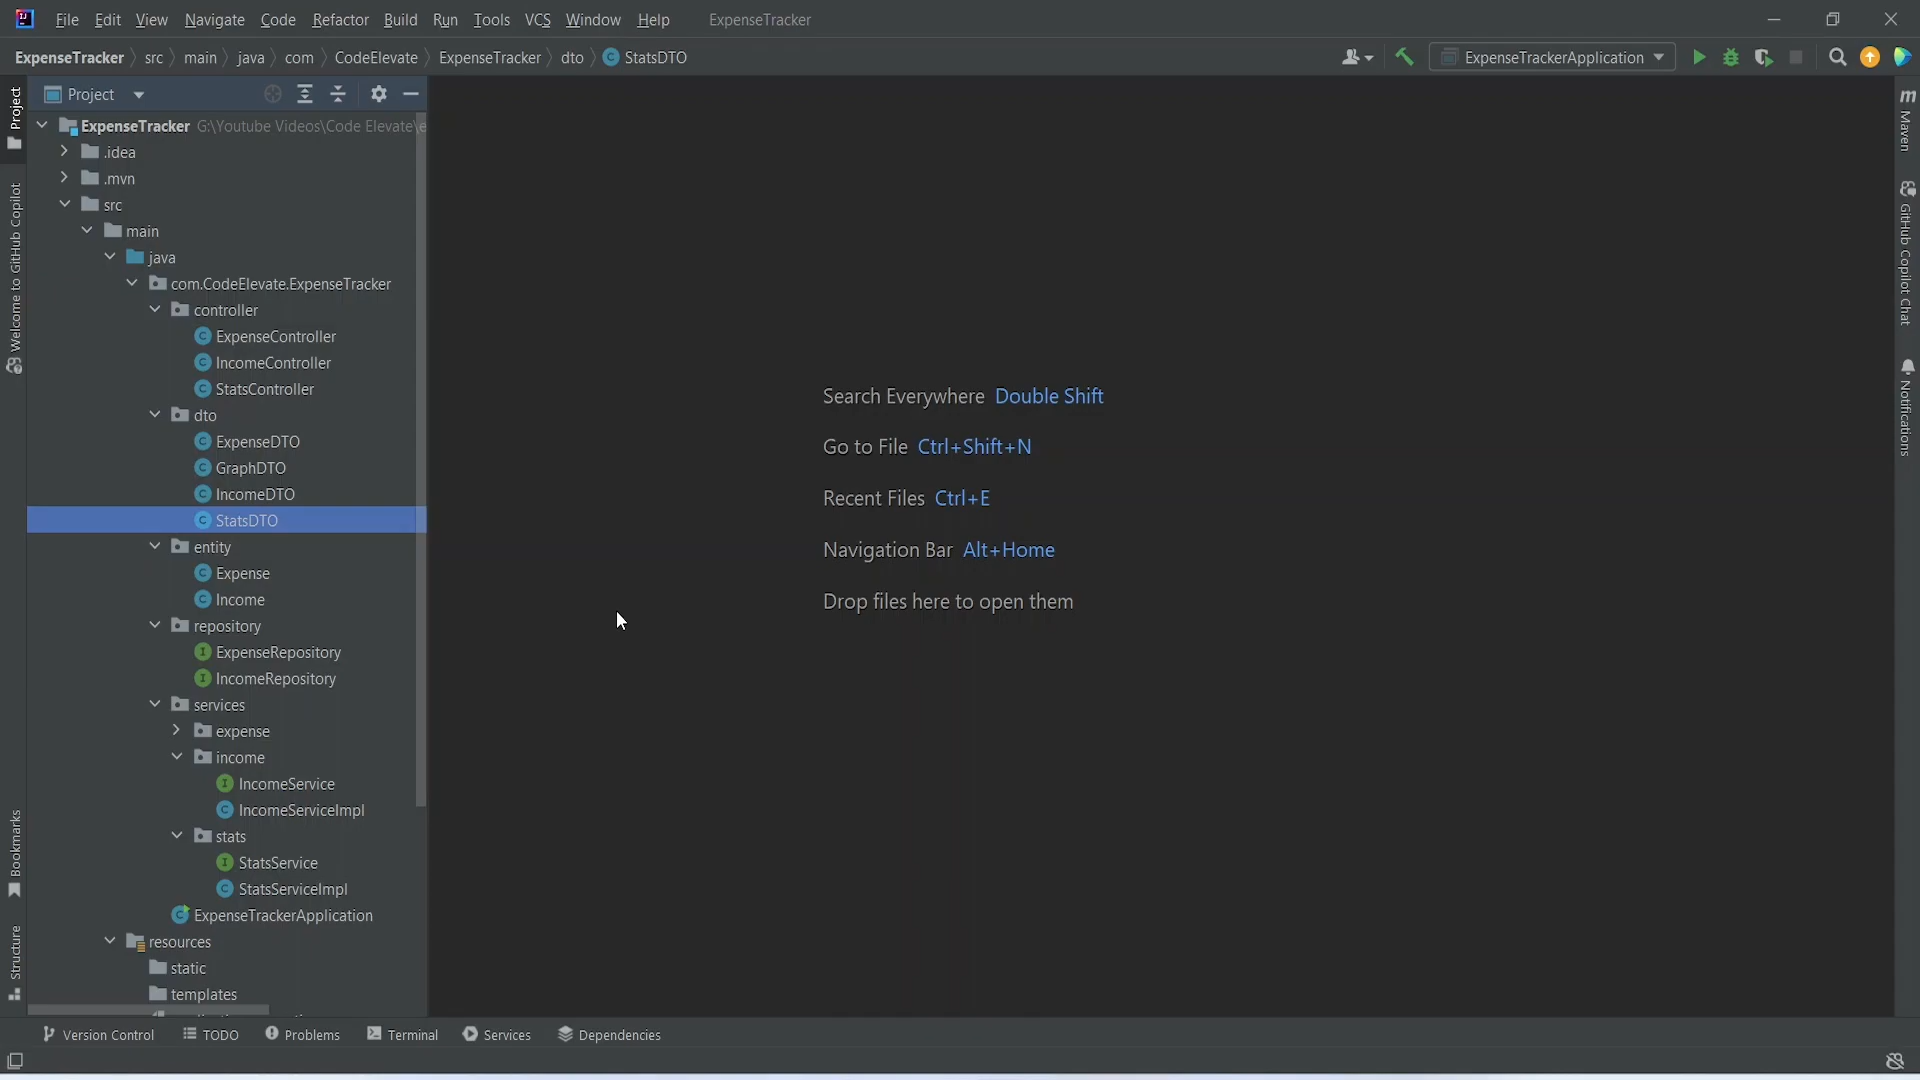 File Edit View Navigate Code Refactor Build Run Tools VCS Window Help ExpenseTracker
ExpenseTracker src main java com CodeElevate ExpenseTracker dto StatsDTO
ExpenseTrackerApplication
Project
ExpenseTracker G:\Youtube Videos\Code Elevate\e
.idea
.mvn
src
main
java
com.CodeElevate.ExpenseTracker
controller
ExpenseController
IncomeController
StatsController
dto
ExpenseDTO
GraphDTO
IncomeDTO
StatsDTO
entity
Expense
Income
repository
ExpenseRepository
IncomeRepository
services
expense
income
IncomeService
IncomeServiceImpl
stats
StatsService
StatsServiceImpl
ExpenseTrackerApplication
resources
static
templates
Project
Welcome to GitHub Copilot
Bookmarks
Structure
Search Everywhere Double Shift
Go to File Ctrl+Shift+N
Recent Files Ctrl+E
Navigation Bar Alt+Home
Drop files here to open them
Maven
GitHub Copilot Chat
Notifications
Version Control TODO Problems Terminal Services Dependencies